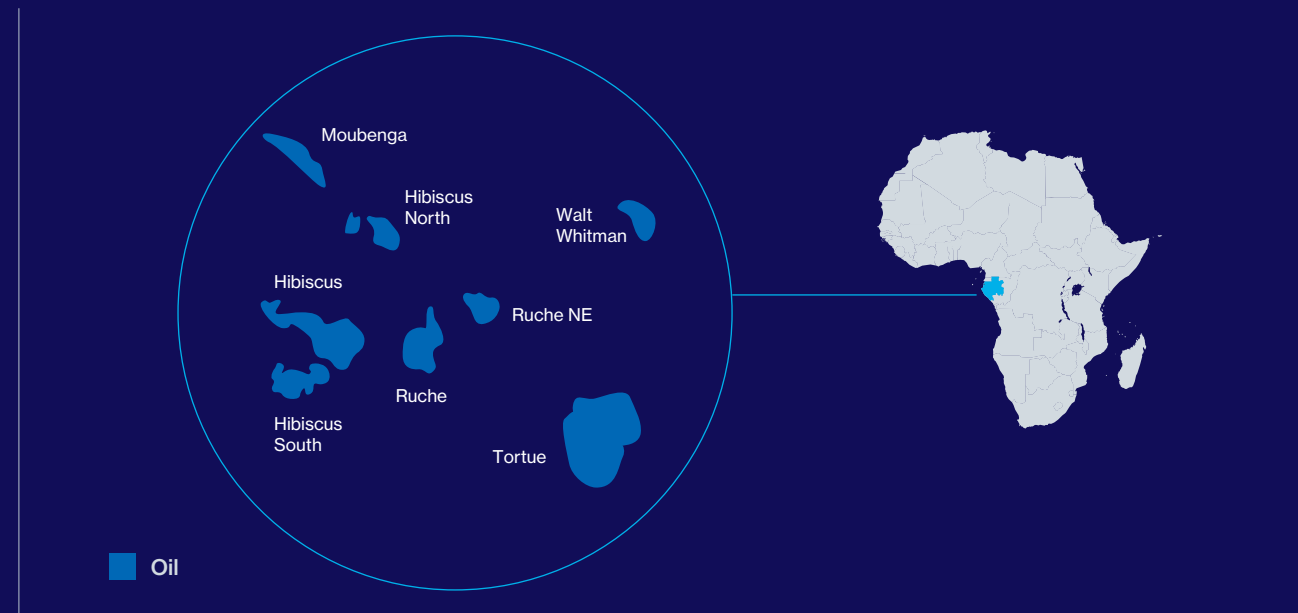 Moubenga
Hibiscus
North
Walt
Whitman
Hibiscus
Ruche NE
Ruche
Hibiscus
South
Tortue
Oil